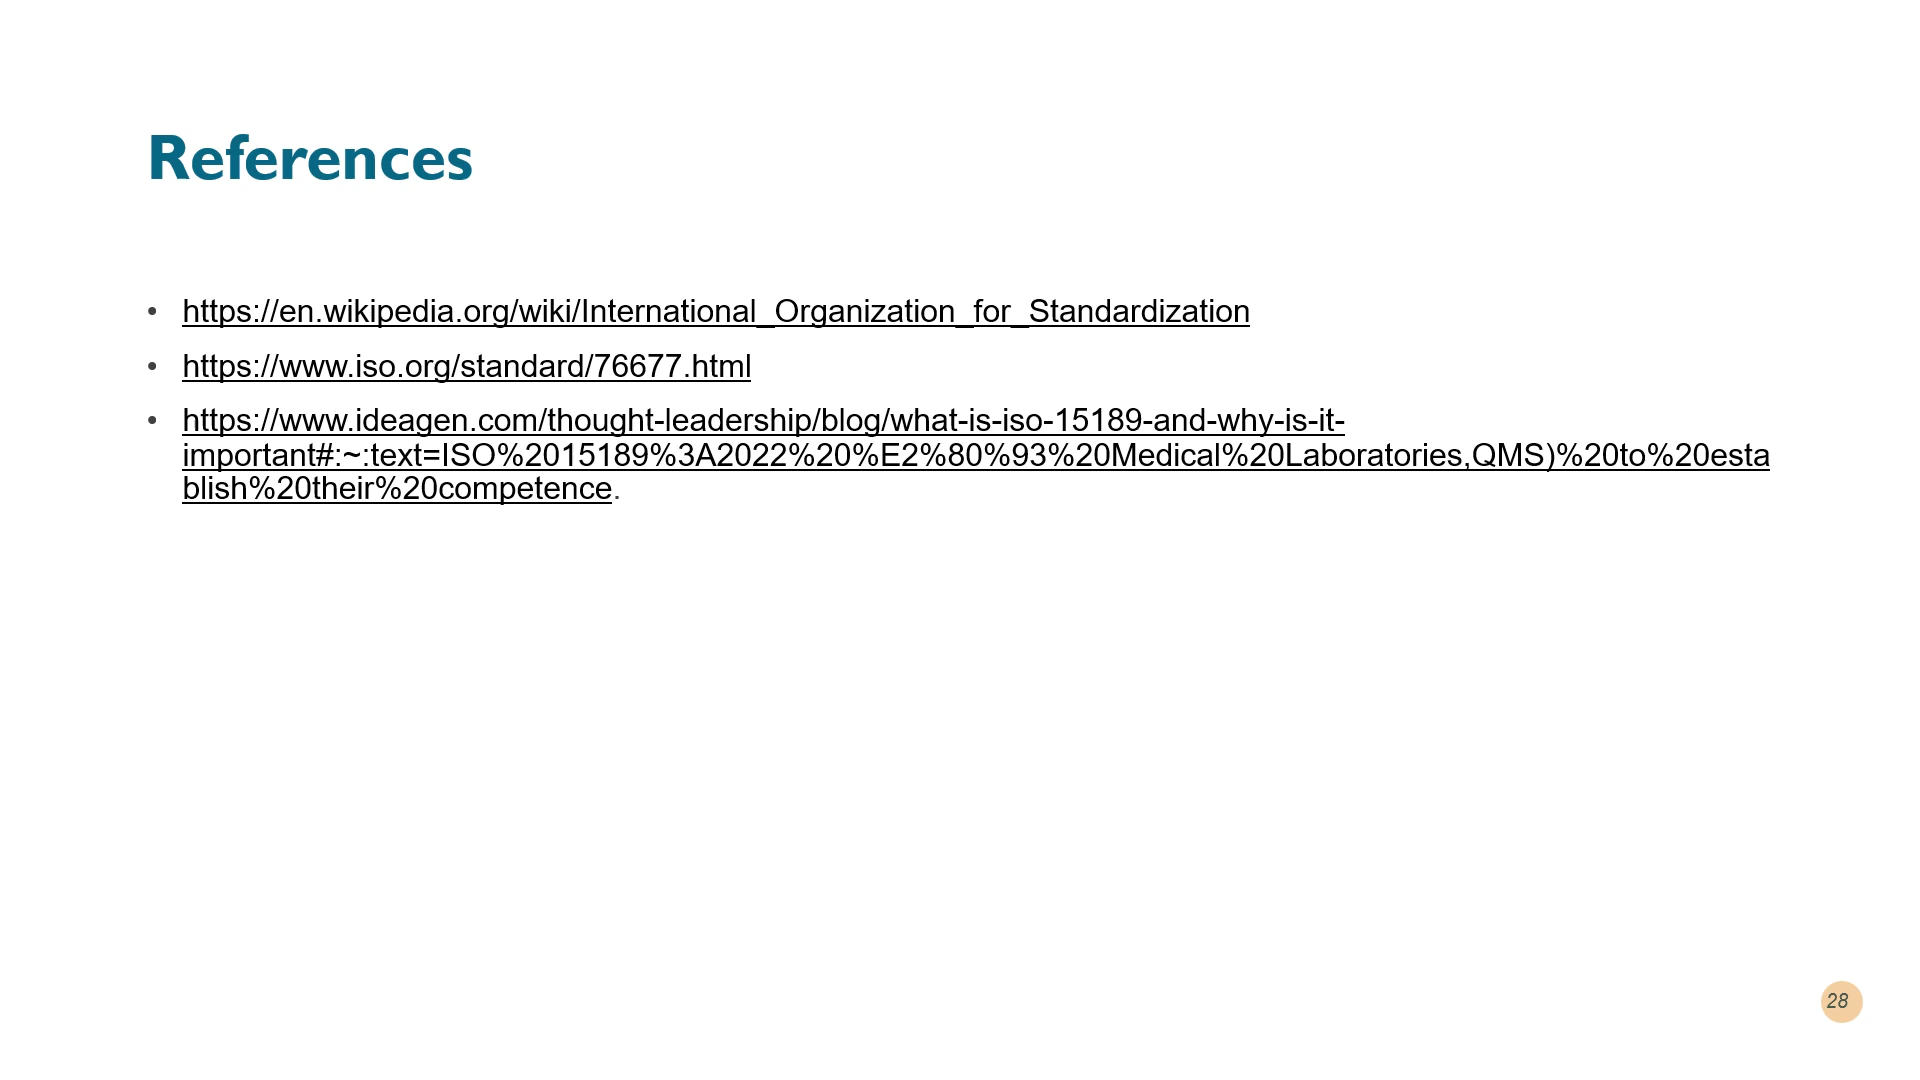 References
• https://en.wikipedia.org/wiki/International_Organization_for_Standardization
• https://www.iso.org/standard/76677.html
• https://www.ideagen.com/thought-leadership/blog/what-is-iso-15189-and-why-is-it-
important#:~:text=ISO%2015189%3A2022%20%E2%80%93%20Medical%20Laboratories,QMS)%20to%20esta
blish%20their%20competence.
28